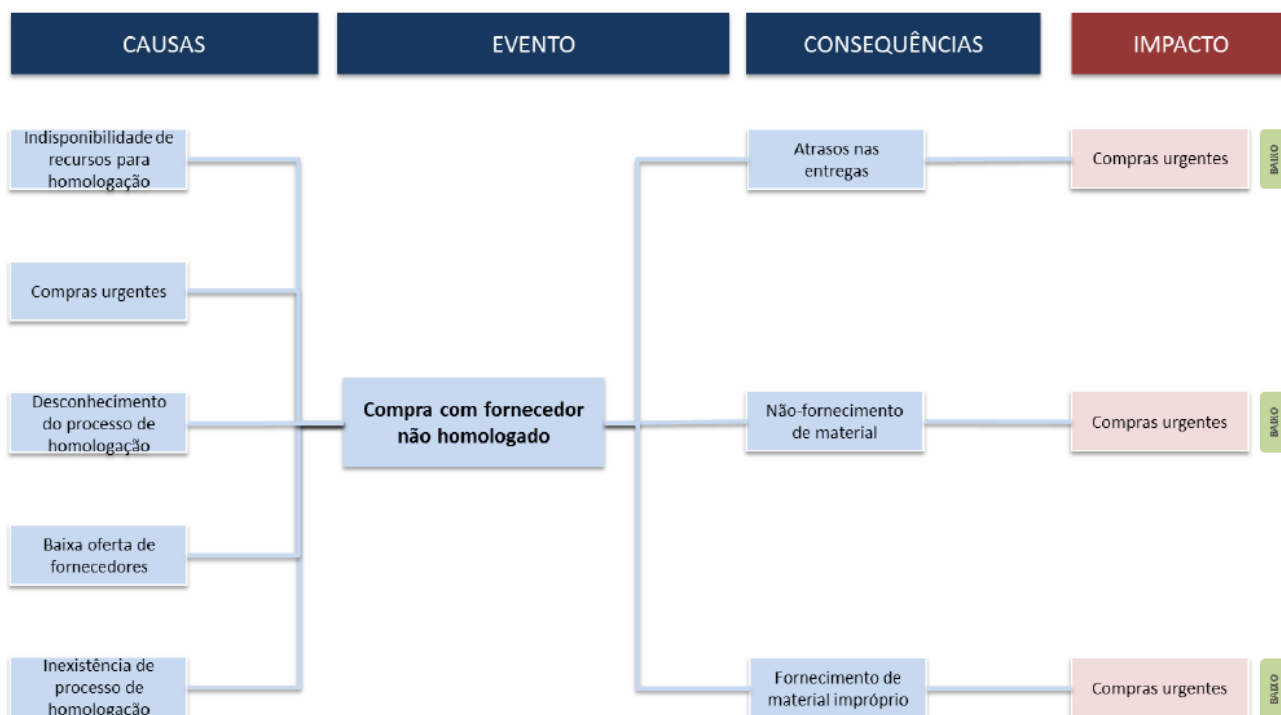 CAUSAS
EVENTO
CONSEQUÊNCIAS
IMPACTO
Indisponibilidade de
recursos para
homologação
Atrasos nas
entregas
Compras urgentes
BAIXO
Compras urgentes
Desconhecimento
do processo de
homologação
Compra com fornecedor
não homologado
Não-fornecimento
de material
Compras urgentes
BAIXO
Baixa oferta de
fornecedores
Inexistência de
processo de
homologação
Fornecimento de
material impróprio
Compras urgentes
BAIXO